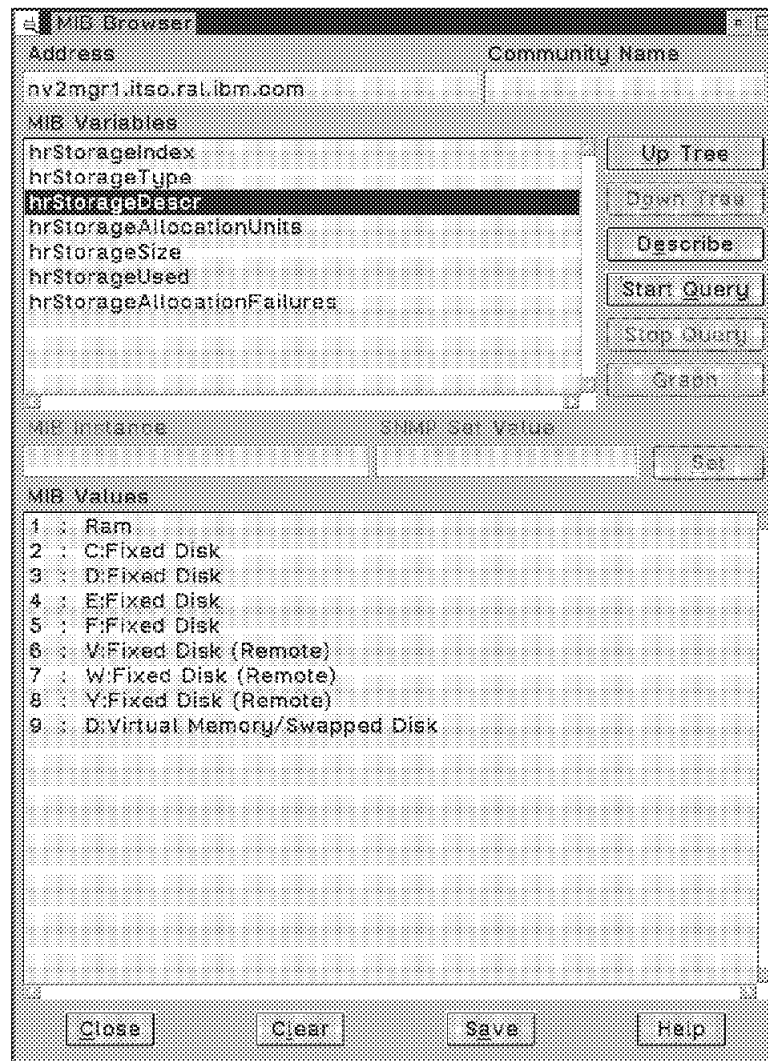 MIB Browser
Address Community Name
nv2mgr1.itso.ral.ibm.com
MIB Variables
hrStorageIndex
hrStorageType
hrStorageDescr
hrStorageAllocationUnits
hrStorageSize
hrStorageUsed
hrStorageAllocationFailures
Up Tree
Down Tree
Describe
Start Query
Stop Query
Graph
MIB Instance SNMP Set Value
Set
MIB Values
1 : Ram
2 : C:Fixed Disk
3 : D:Fixed Disk
4 : E:Fixed Disk
5 : F:Fixed Disk
6 : V:Fixed Disk (Remote)
7 : W:Fixed Disk (Remote)
8 : Y:Fixed Disk (Remote)
9 : D:Virtual Memory/Swapped Disk
Close Clear Save Help